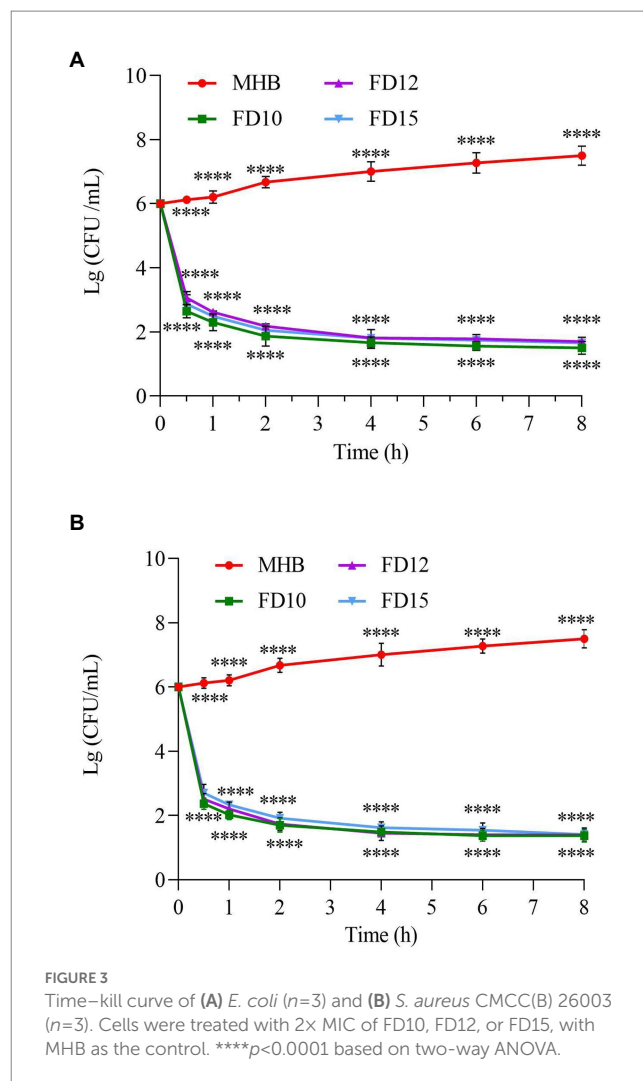 A
MHB FD12
FD10 FD15
10
8
6
4
2
0
Lg (CFU /mL)
**** **** **** **** **** ****
**** **** **** **** **** ****
**** **** **** **** **** ****
0 1 2 3 4 5 6 7 8
Time (h)
B
MHB FD12
FD10 FD15
10
8
6
4
2
0
Lg (CFU/mL)
**** **** **** **** **** ****
**** **** **** **** ****
**** **** **** **** **** ****
0 1 2 3 4 5 6 7 8
Time (h)
FIGURE 3
Time–kill curve of (A) E. coli (n=3) and (B) S. aureus CMCC(B) 26003
(n=3). Cells were treated with 2× MIC of FD10, FD12, or FD15, with
MHB as the control. ****p<0.0001 based on two-way ANOVA.